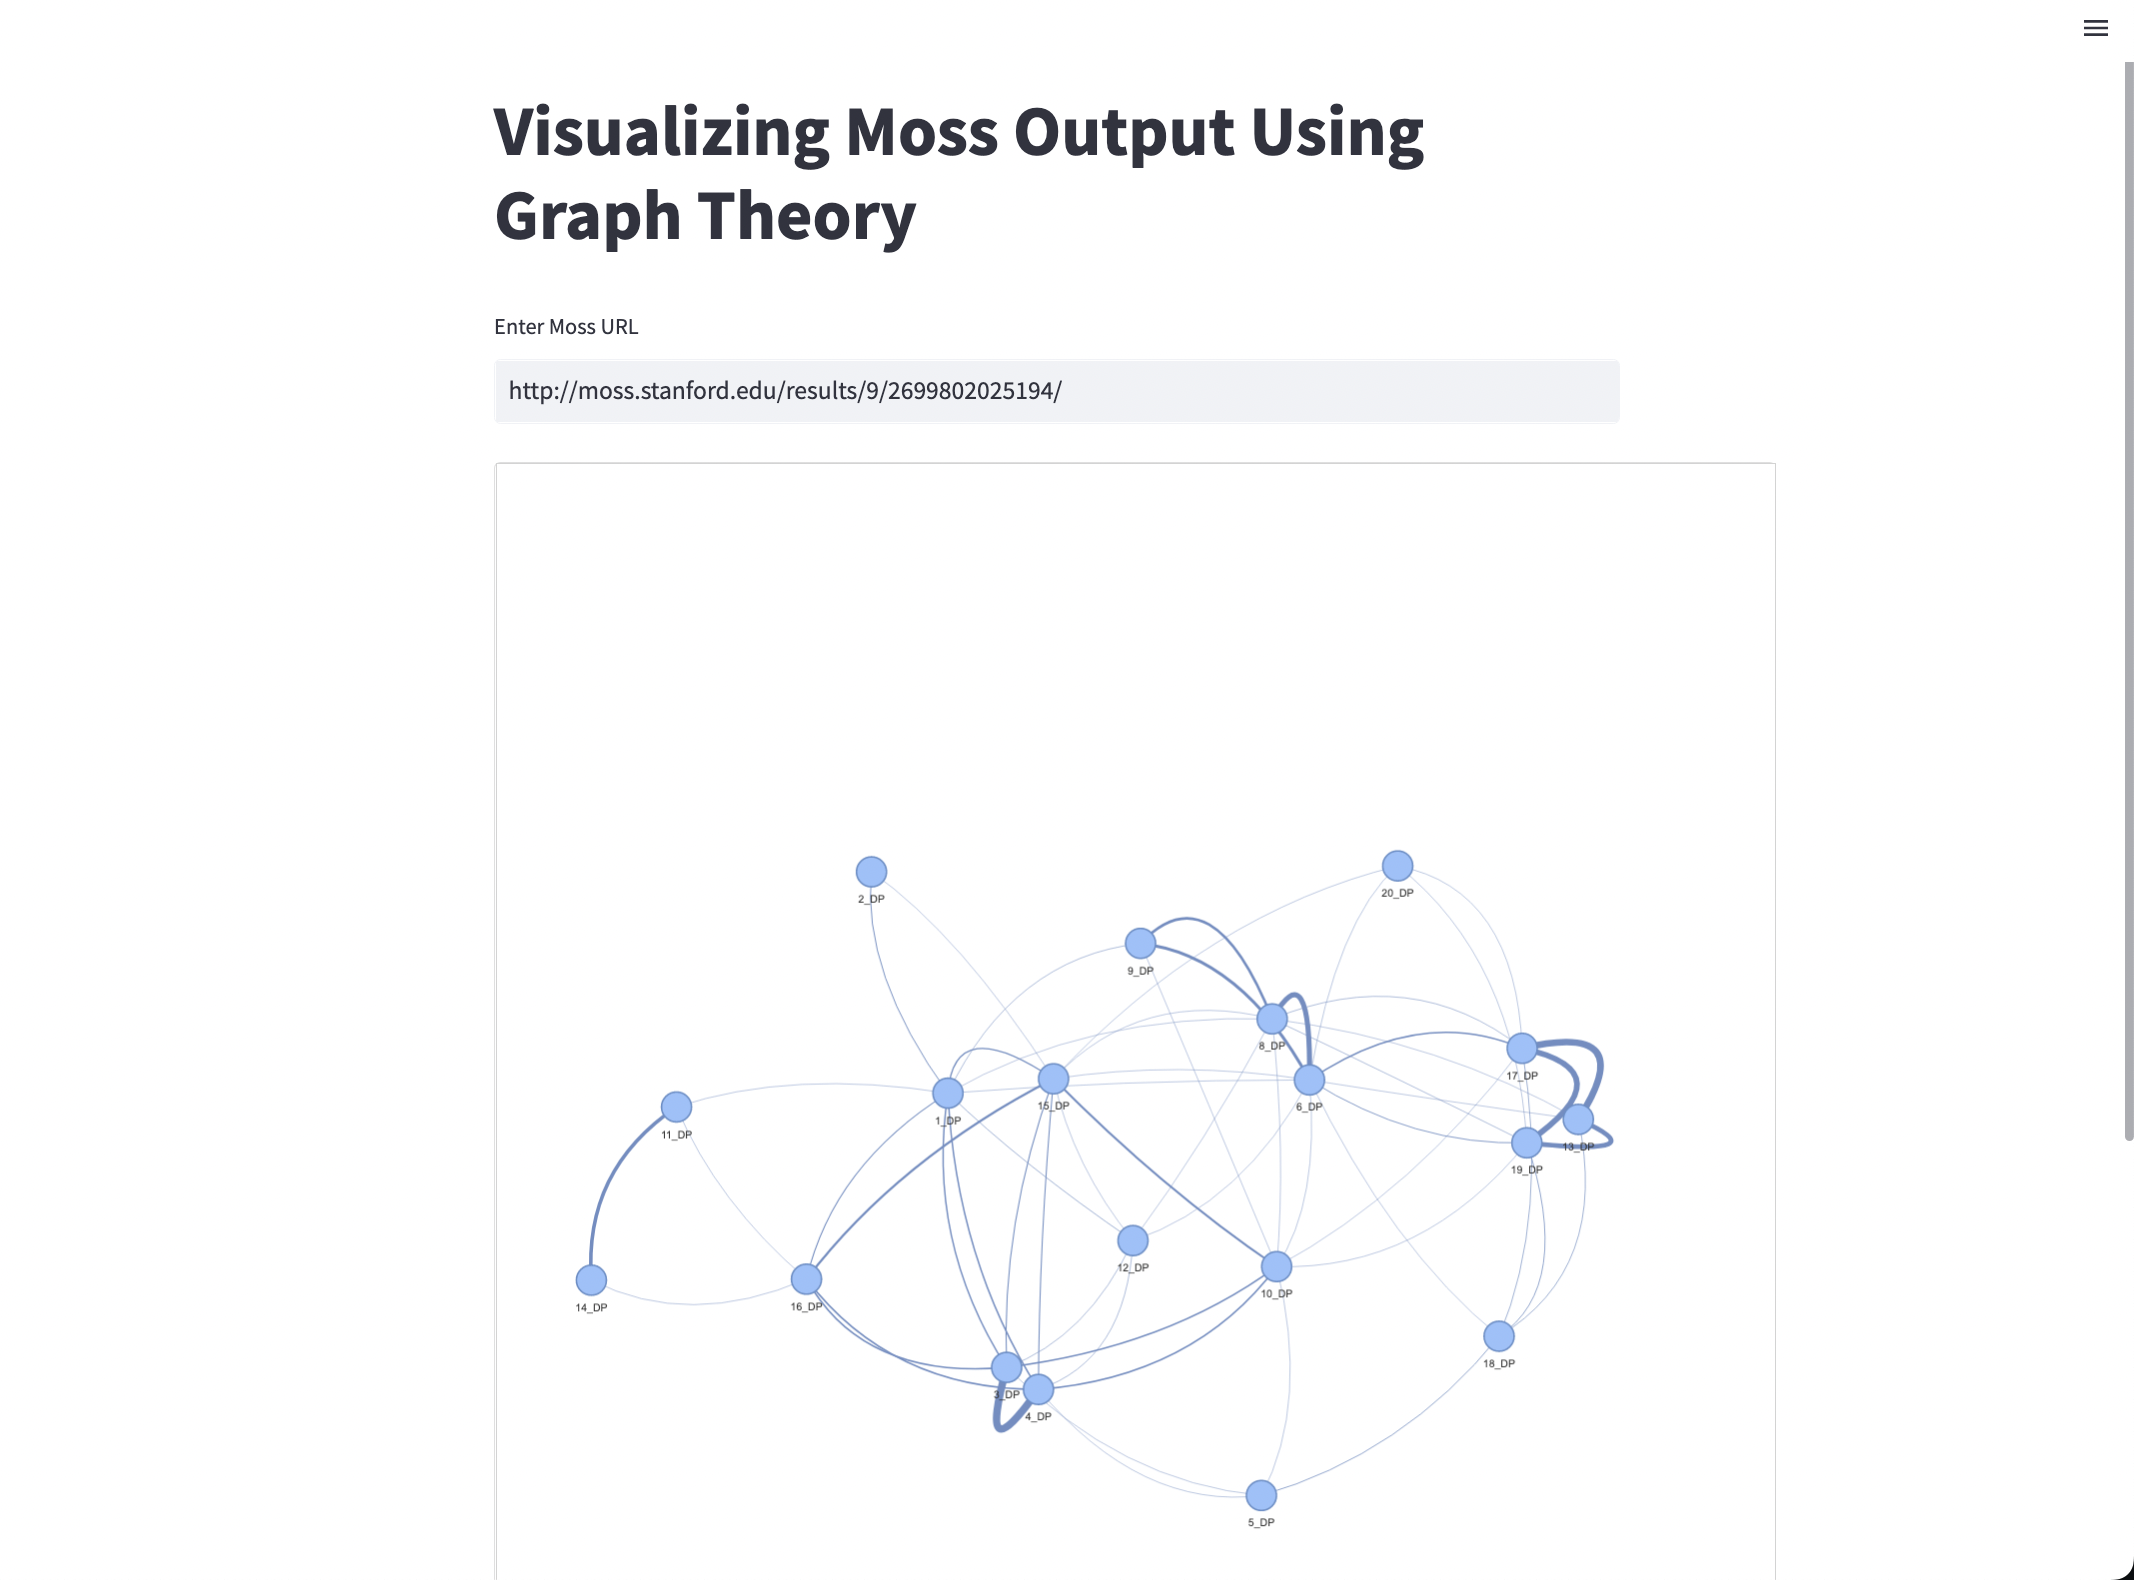 Visualizing Moss Output Using
Graph Theory
Enter Moss URL
http://moss.stanford.edu/results/9/2699802025194/
2_DP
20_DP
9_DP
8_DP
17_DP
15_DP
6_DP
1_DP
11_DP
13_DP
19_DP
12_DP
10_DP
14_DP
16_DP
18_DP
3_DP
4_DP
5_DP